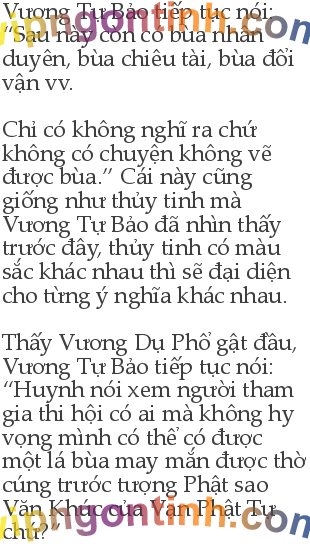 Vương Tự Bảo tiếp tục nói:
“Sau này còn có bùa nhân
duyên, bùa chiêu tài, bùa đổi
vận vv.
Chỉ có không nghĩ ra chứ
không có chuyện không vẽ
được bùa.” Cái này cũng
giống như thủy tinh mà
Vương Tự Bảo đã nhìn thấy
trước đây, thủy tinh có màu
sắc khác nhau thì sẽ đại diện
cho từng ý nghĩa khác nhau.
Thấy Vương Dụ Phổ gật đầu,
Vương Tự Bảo tiếp tục nói:
“Huynh nói xem người tham
gia thi hội có ai mà không hy
vọng mình có thể có được
một lá bùa may mắn được thờ
cúng trước tượng Phật sao
Văn Khúc của Vạn Phật Tự
chứ?”
vipngontinh.com
vipngontinh.com